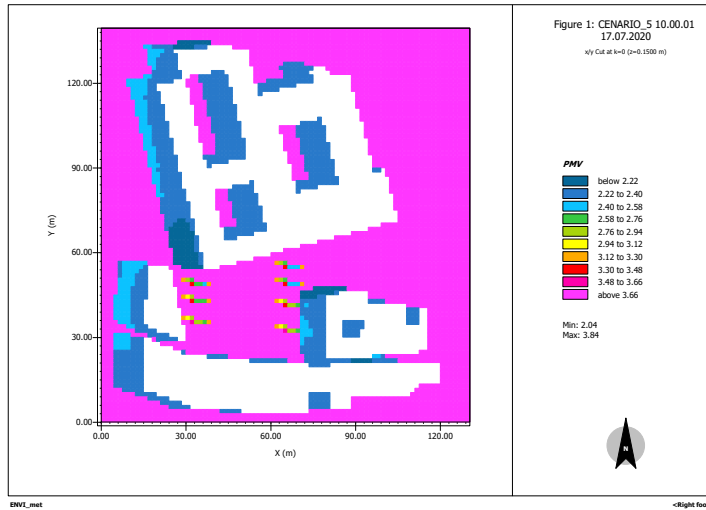 Figure 1: CENARIO_5 10.00.01
17.07.2020
x/y Cut at k=0 (z=0.1500 m)
120.00
90.00
60.00
30.00
0.00
Y (m)
0.00 30.00 60.00 90.00 120.00
X (m)
PMV
below 2.22
2.22 to 2.40
2.40 to 2.58
2.58 to 2.76
2.76 to 2.94
2.94 to 3.12
3.12 to 3.30
3.30 to 3.48
3.48 to 3.66
above 3.66
Min: 2.04
Max: 3.84
N
ENVI_met
<Right foo